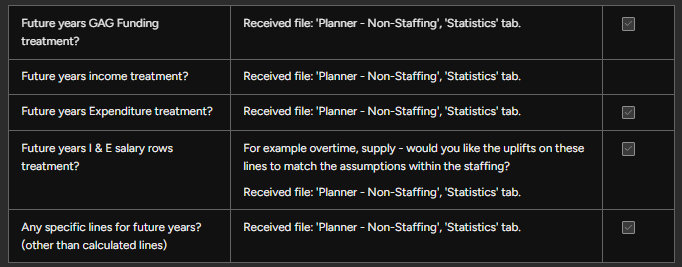 Future years GAG Funding
treatment?
Received file: 'Planner - Non-Staffing', 'Statistics' tab.
Future years income treatment?
Received file: 'Planner - Non-Staffing', 'Statistics' tab.
Future years Expenditure treatment?
Received file: 'Planner - Non-Staffing', 'Statistics' tab.
Future years I & E salary rows
treatment?
For example overtime, supply - would you like the uplifts on these
lines to match the assumptions within the staffing?
Received file: 'Planner - Non-Staffing', 'Statistics' tab.
Any specific lines for future years?
(other than calculated lines)
Received file: 'Planner - Non-Staffing', 'Statistics' tab.